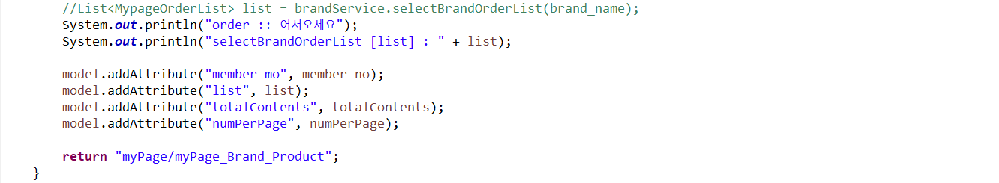 //List<MypageOrderList> list = brandService.selectBrandOrderList(brand_name);
System.out.println("order :: 어서오세요");
System.out.println("selectBrandOrderList [list] : " + list);
model.addAttribute("member_mo", member_no);
model.addAttribute("list", list);
model.addAttribute("totalContents", totalContents);
model.addAttribute("numPerPage", numPerPage);
return "myPage/myPage_Brand_Product";
}